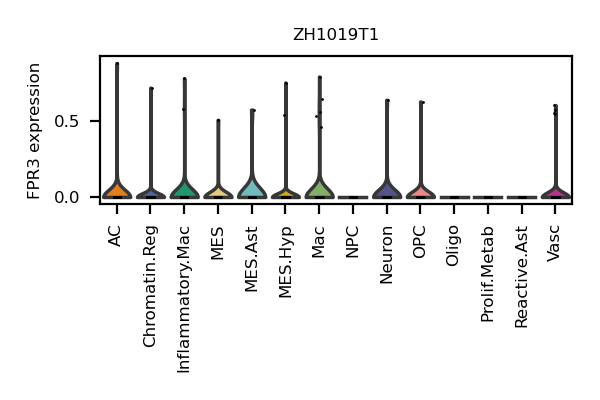 ZH1019T1
FPR3 expression
0.5
0.0
AC
Chromatin.Reg
Inflammatory.Mac
MES
MES.Ast
MES.Hyp
Mac
NPC
Neuron
OPC
Oligo
Prolif.Metab
Reactive.Ast
Vasc